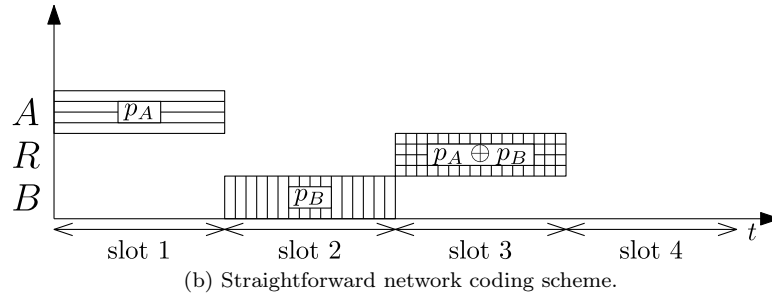 A
p_A
R
p_A ⊕ p_B
B
p_B
t
slot 1 slot 2 slot 3 slot 4
(b) Straightforward network coding scheme.